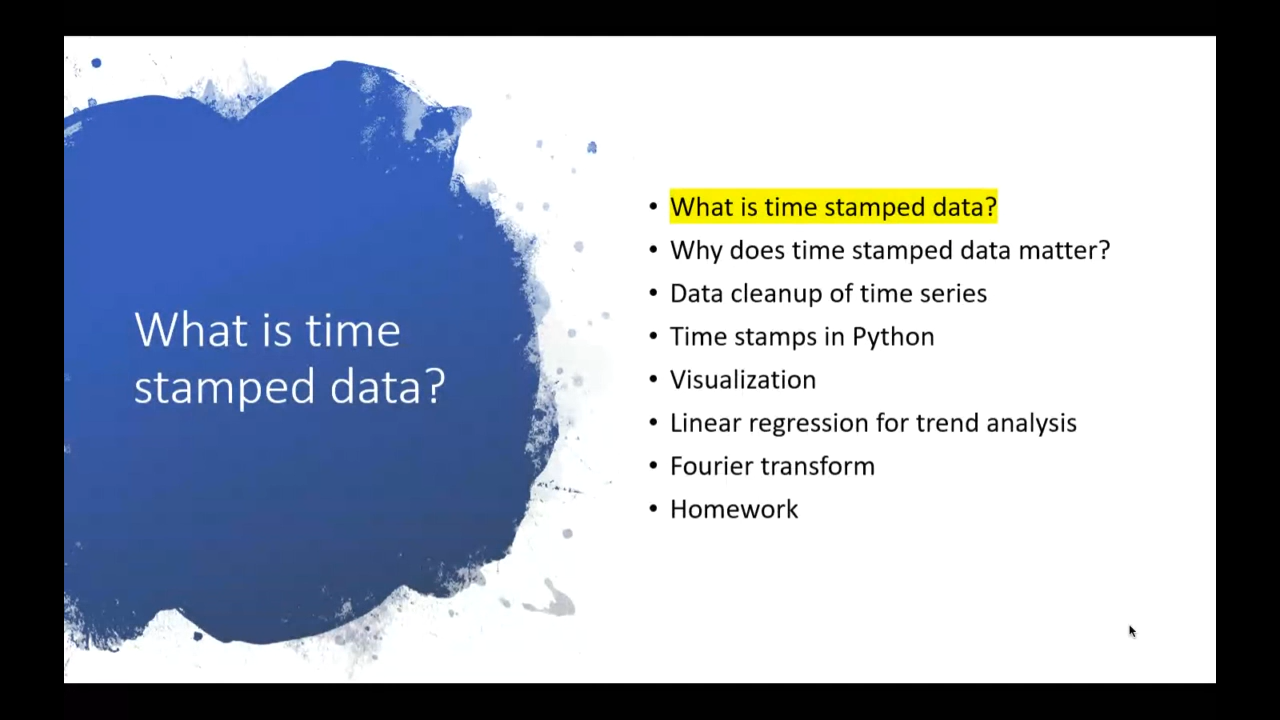 What is time
stamped data?
• What is time stamped data?
• Why does time stamped data matter?
• Data cleanup of time series
• Time stamps in Python
• Visualization
• Linear regression for trend analysis
• Fourier transform
• Homework